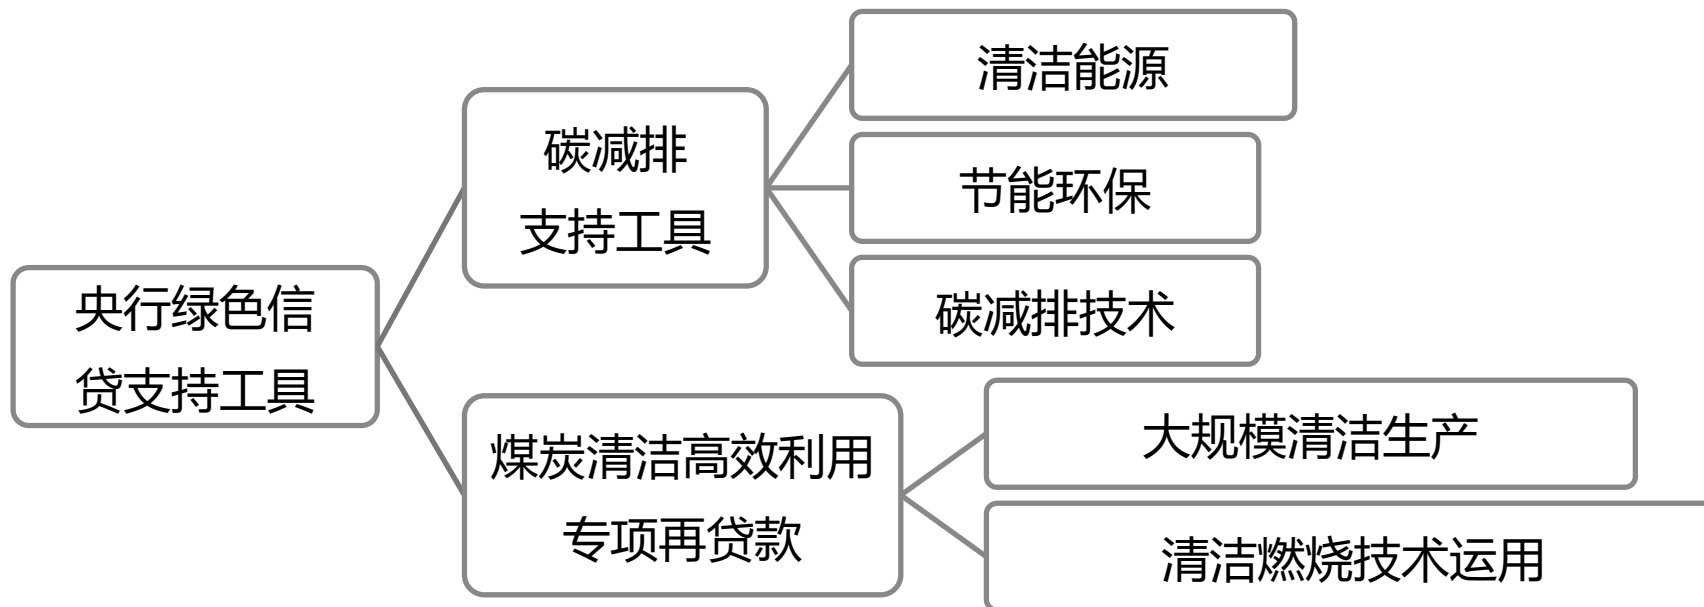 央行绿色信
贷支持工具
碳减排
支持工具
清洁能源
节能环保
碳减排技术
煤炭清洁高效利用
专项再贷款
大规模清洁生产
清洁燃烧技术运用